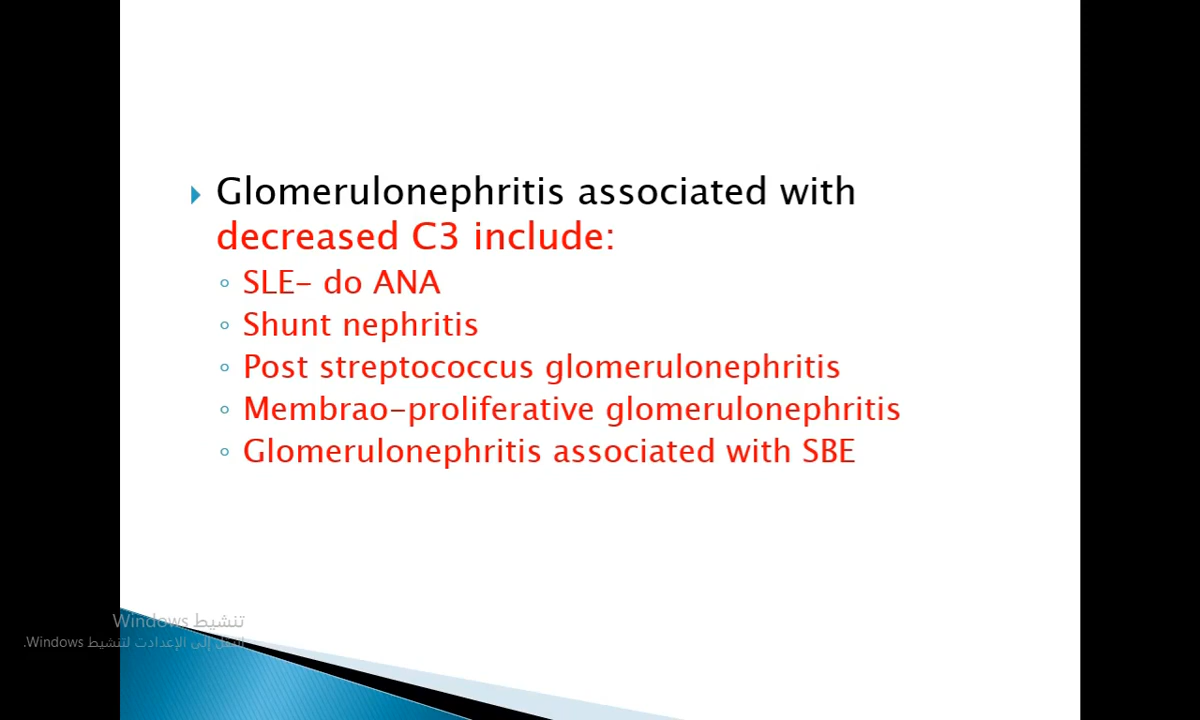 Glomerulonephritis associated with
decreased C3 include:
SLE- do ANA
Shunt nephritis
Post streptococcus glomerulonephritis
Membrao-proliferative glomerulonephritis
Glomerulonephritis associated with SBE
تنشيط Windows
انتقل إلى الإعدادت لتنشيط Windows.